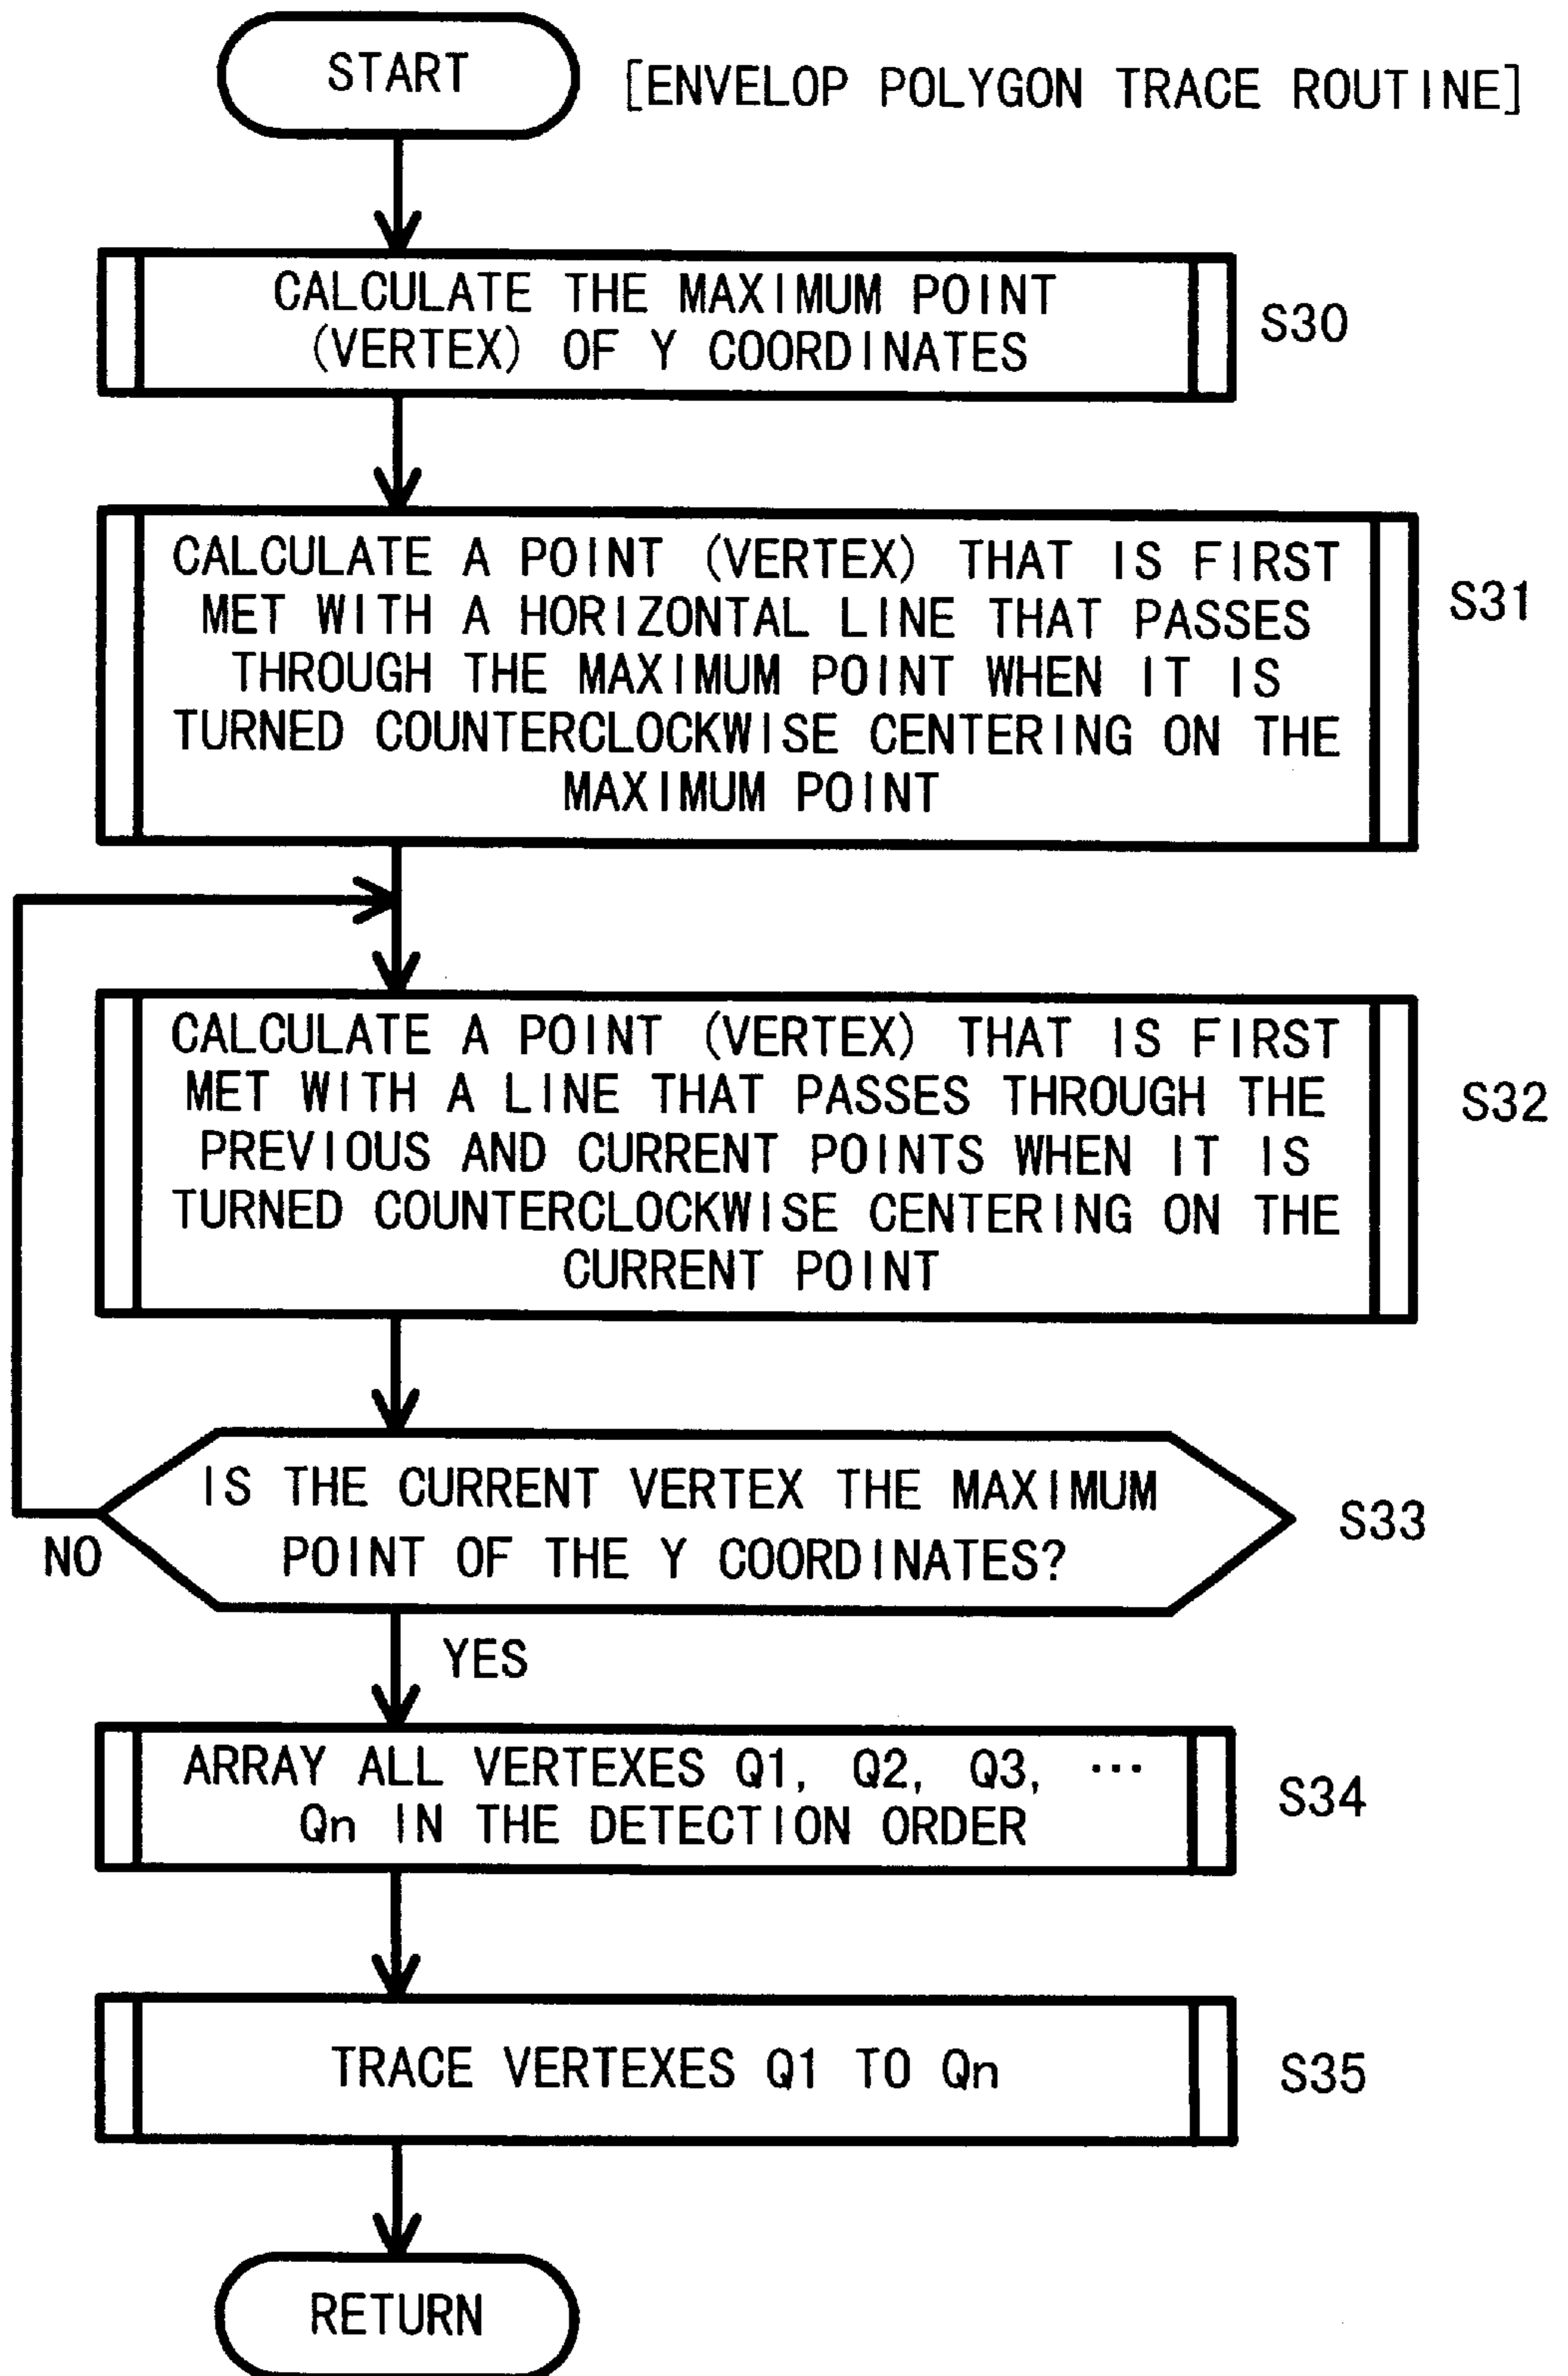 START
[ENVELOP POLYGON TRACE ROUTINE]
CALCULATE THE MAXIMUM POINT
(VERTEX) OF Y COORDINATES
S30
CALCULATE A POINT (VERTEX) THAT IS FIRST
MET WITH A HORIZONTAL LINE THAT PASSES
THROUGH THE MAXIMUM POINT WHEN IT IS
TURNED COUNTERCLOCKWISE CENTERING ON THE
MAXIMUM POINT
S31
CALCULATE A POINT (VERTEX) THAT IS FIRST
MET WITH A LINE THAT PASSES THROUGH THE
PREVIOUS AND CURRENT POINTS WHEN IT IS
TURNED COUNTERCLOCKWISE CENTERING ON THE
CURRENT POINT
S32
IS THE CURRENT VERTEX THE MAXIMUM
POINT OF THE Y COORDINATES?
S33
NO
YES
ARRAY ALL VERTEXES Q1, Q2, Q3, ···
Qn IN THE DETECTION ORDER
S34
TRACE VERTEXES Q1 TO Qn
S35
RETURN